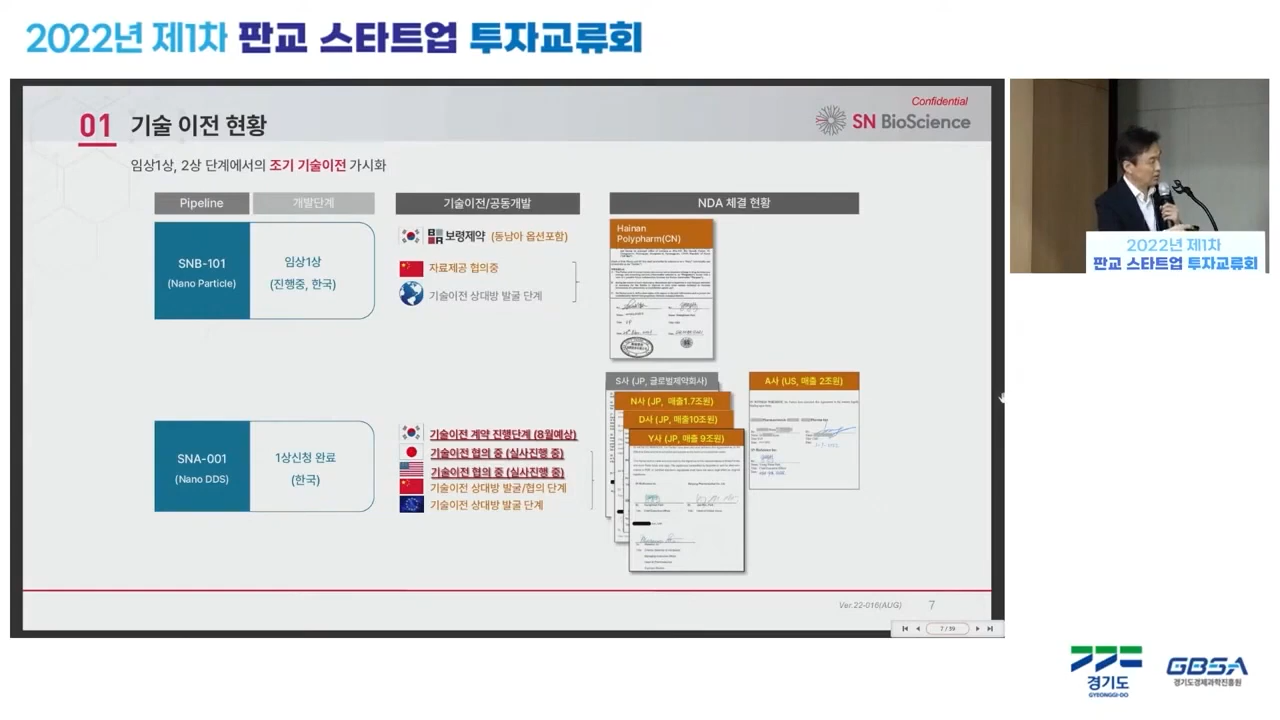 2022년 제1차 판교 스타트업 투자교류회
Confidential
01 기술 이전 현황
SN BioScience
임상1상, 2상 단계에서의 조기 기술이전 가시화
Pipeline
개발단계
기술이전/공동개발
NDA 체결 현황
SNB-101
(Nano Particle)
임상1상
(진행중, 한국)
보령제약 (동남아 옵션포함)
자료제공 협의중
기술이전 상대방 발굴 단계
Hainan
Polypharm(CN)
SNA-001
(Nano DDS)
1상신청 완료
(한국)
기술이전 계약 진행단계 (8월예상)
기술이전 협의 중 (실사진행 중)
기술이전 협의 중 (실사진행 중)
기술이전 상대방 발굴/협의 단계
기술이전 상대방 발굴 단계
S사 (JP, 글로벌제약회사)
N사 (JP, 매출1.7조원)
D사 (JP, 매출10조원)
Y사 (JP, 매출 9조원)
A사 (US, 매출 2조원)
Ver.22-016(AUG)
7
7 / 39
2022년 제1차
판교 스타트업 투자교류회
경기도
GYEONGGI-DO
GBSA
경기도경제과학진흥원